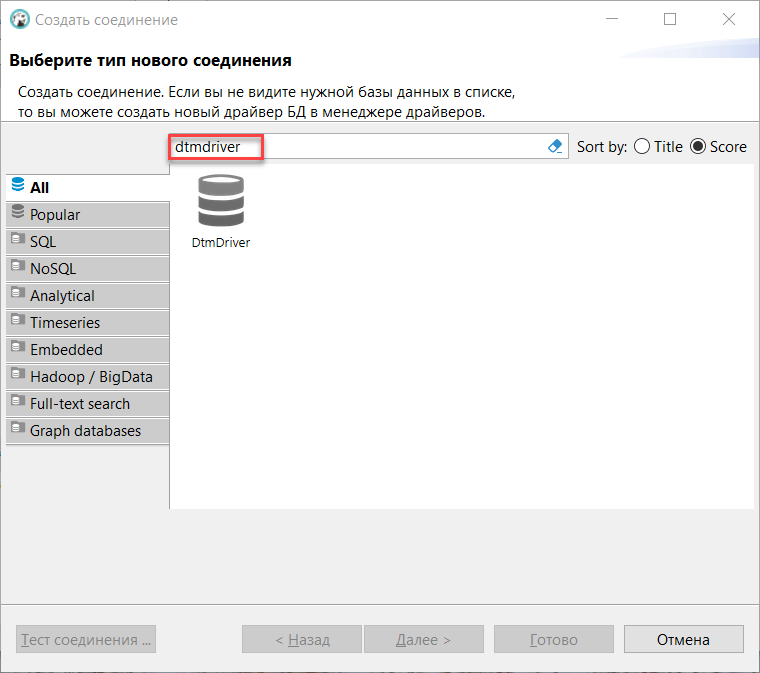 Создать соединение
Выберите тип нового соединения
Создать соединение. Если вы не видите нужной базы данных в списке,
то вы можете создать новый драйвер БД в менеджере драйверов.
dtmdriver
Sort by: Title Score
All
Popular
SQL
NoSQL
Analytical
Timeseries
Embedded
Hadoop / BigData
Full-text search
Graph databases
DtmDriver
Тест соединения ...
< Назад
Далее >
Готово
Отмена